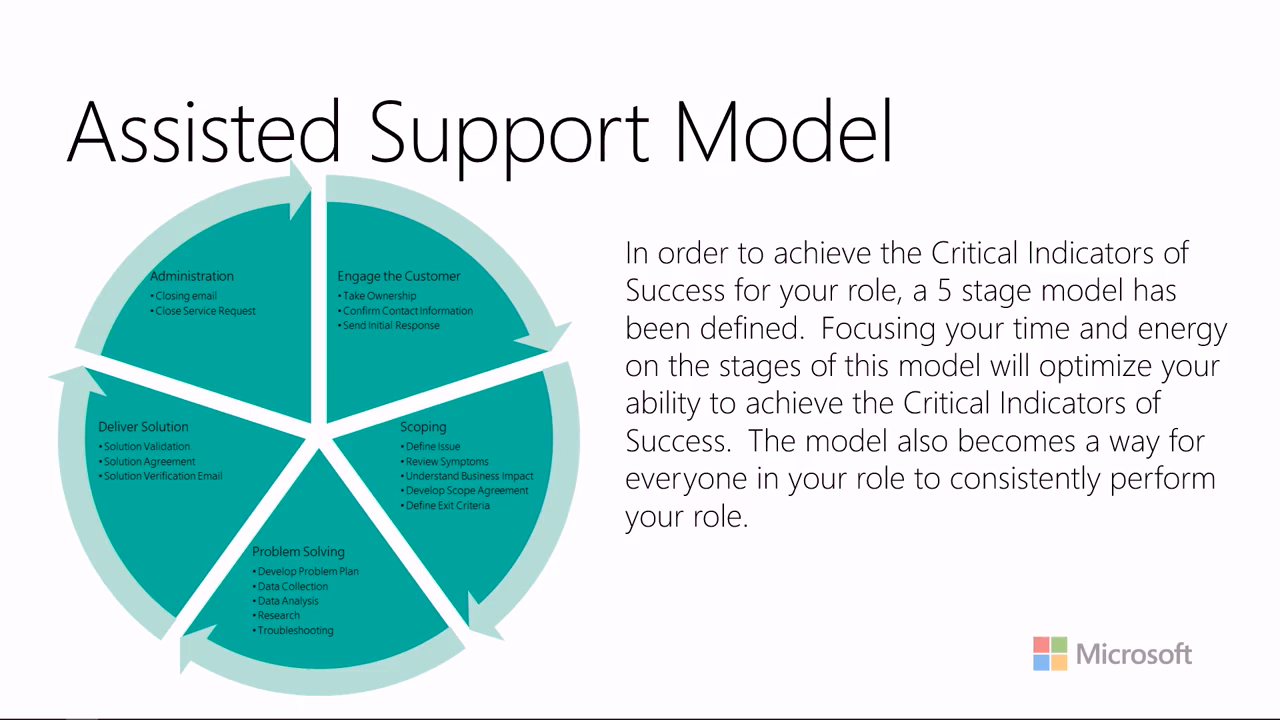 Assisted Support Model
Administration
• Closing email
• Close Service Request
Engage the Customer
• Take Ownership
• Confirm Contact Information
• Send Initial Response
Deliver Solution
• Solution Validation
• Solution Agreement
• Solution Verification Email
Scoping
• Define Issue
• Review Symptoms
• Understand Business Impact
• Develop Scope Agreement
• Define Exit Criteria
Problem Solving
• Develop Problem Plan
• Data Collection
• Data Analysis
• Research
• Troubleshooting
In order to achieve the Critical Indicators of
Success for your role, a 5 stage model has
been defined.  Focusing your time and energy
on the stages of this model will optimize your
ability to achieve the Critical Indicators of
Success.  The model also becomes a way for
everyone in your role to consistently perform
your role.
Microsoft